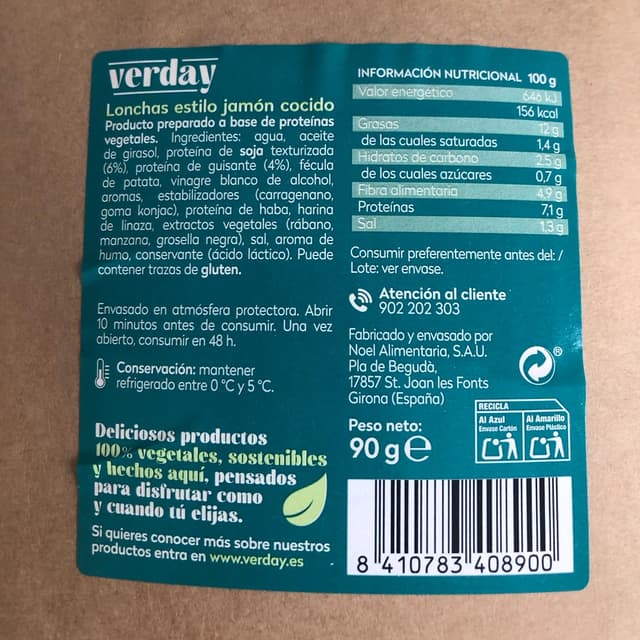 verday
Lonchas estilo jamón cocido
Producto preparado a base de proteínas
vegetales. Ingredientes: agua, aceite
de girasol, proteína de soja texturizada
(6%), proteína de guisante (4%), fécula
de patata, vinagre blanco de alcohol,
aromas, estabilizadores (carragenano,
goma konjac), proteína de haba, harina
de linaza, extractos vegetales (rábano,
manzana, grosella negra), sal, aroma de
humo, conservante (ácido láctico). Puede
contener trazas de gluten.
Envasado en atmósfera protectora. Abrir
10 minutos antes de consumir. Una vez
abierto, consumir en 48 h.
Conservación: mantener
refrigerado entre 0 °C y 5 °C.
Deliciosos productos
100% vegetales, sostenibles
y hechos aquí, pensados
para disfrutar como
y cuando tú elijas.
Si quieres conocer más sobre nuestros
productos entra en www.verday.es
INFORMACIÓN NUTRICIONAL 100 g
Valor energético 646 kJ
156 kcal
Grasas 12 g
de las cuales saturadas 1,4 g
Hidratos de carbono 2,5 g
de los cuales azúcares 0,7 g
Fibra alimentaria 4,9 g
Proteínas 7,1 g
Sal 1,3 g
Consumir preferentemente antes del: /
Lote: ver envase.
Atención al cliente
902 202 303
Fabricado y envasado por
Noel Alimentaria, S.A.U.
Pla de Begudà,
17857 St. Joan les Fonts
Girona (España)
®
Peso neto:
90 g e
RECICLA
Al Azul Al Amarillo
Envase Cartón Envase Plástico
8 410783 408900